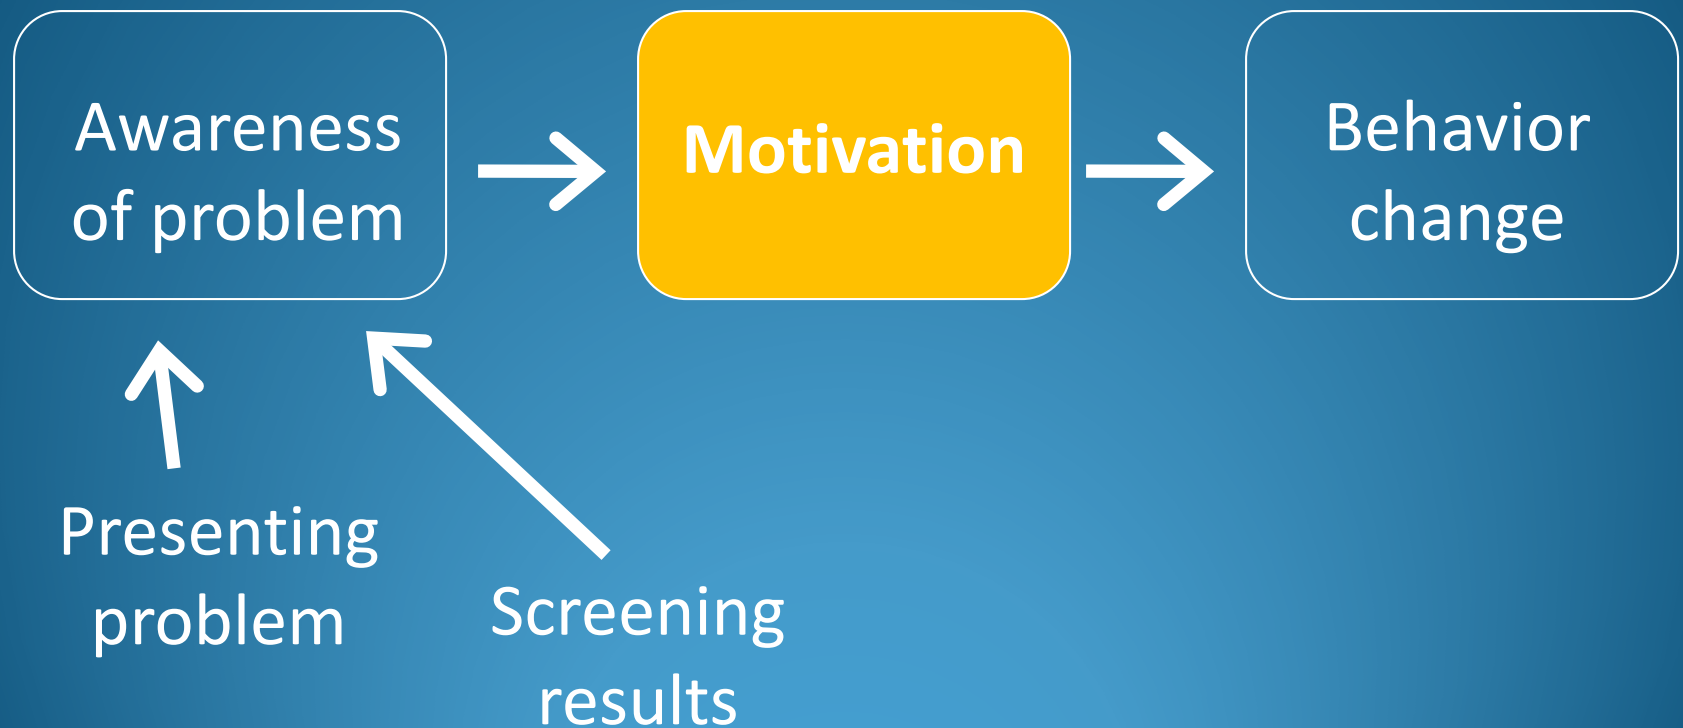 Awareness
of problem
Motivation
Behavior
change
Presenting
problem
Screening
results